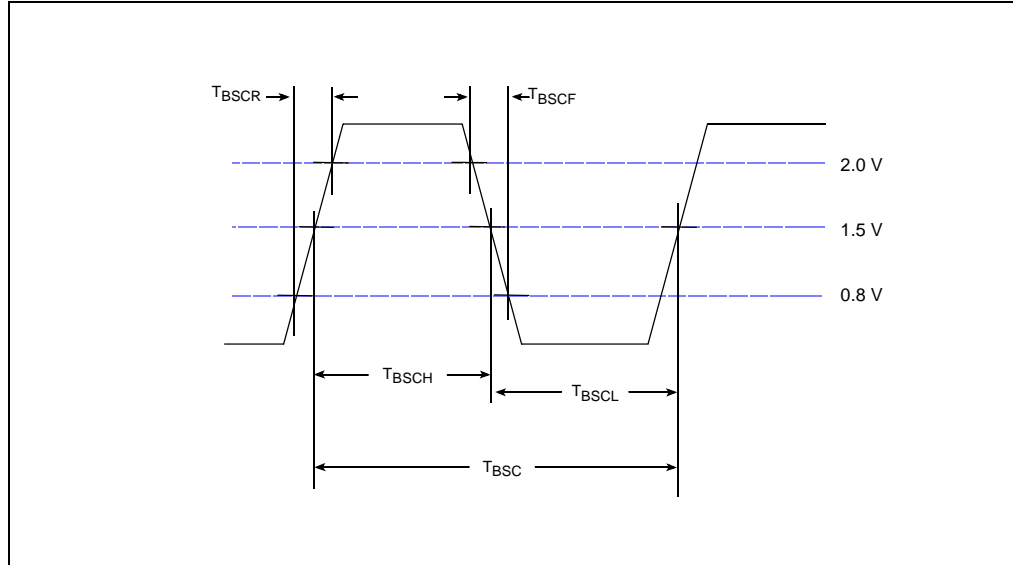 TBSCR
TBSCF
2.0 V
1.5 V
0.8 V
TBSCH
TBSCL
TBSC